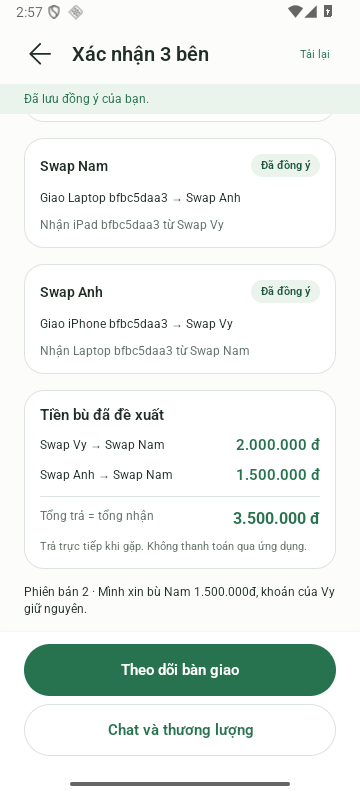 2:57
Xác nhận 3 bên
Tải lại
Đã lưu đồng ý của bạn.
Swap Nam
Đã đồng ý
Giao Laptop bfbc5daa3 → Swap Anh
Nhận iPad bfbc5daa3 từ Swap Vy
Swap Anh
Đã đồng ý
Giao iPhone bfbc5daa3 → Swap Vy
Nhận Laptop bfbc5daa3 từ Swap Nam
Tiền bù đã đề xuất
Swap Vy → Swap Nam 2.000.000 đ
Swap Anh → Swap Nam 1.500.000 đ
Tổng trả = tổng nhận 3.500.000 đ
Trả trực tiếp khi gặp. Không thanh toán qua ứng dụng.
Phiên bản 2 · Mình xin bù Nam 1.500.000đ, khoản của Vy
giữ nguyên.
Theo dõi bàn giao
Chat và thương lượng